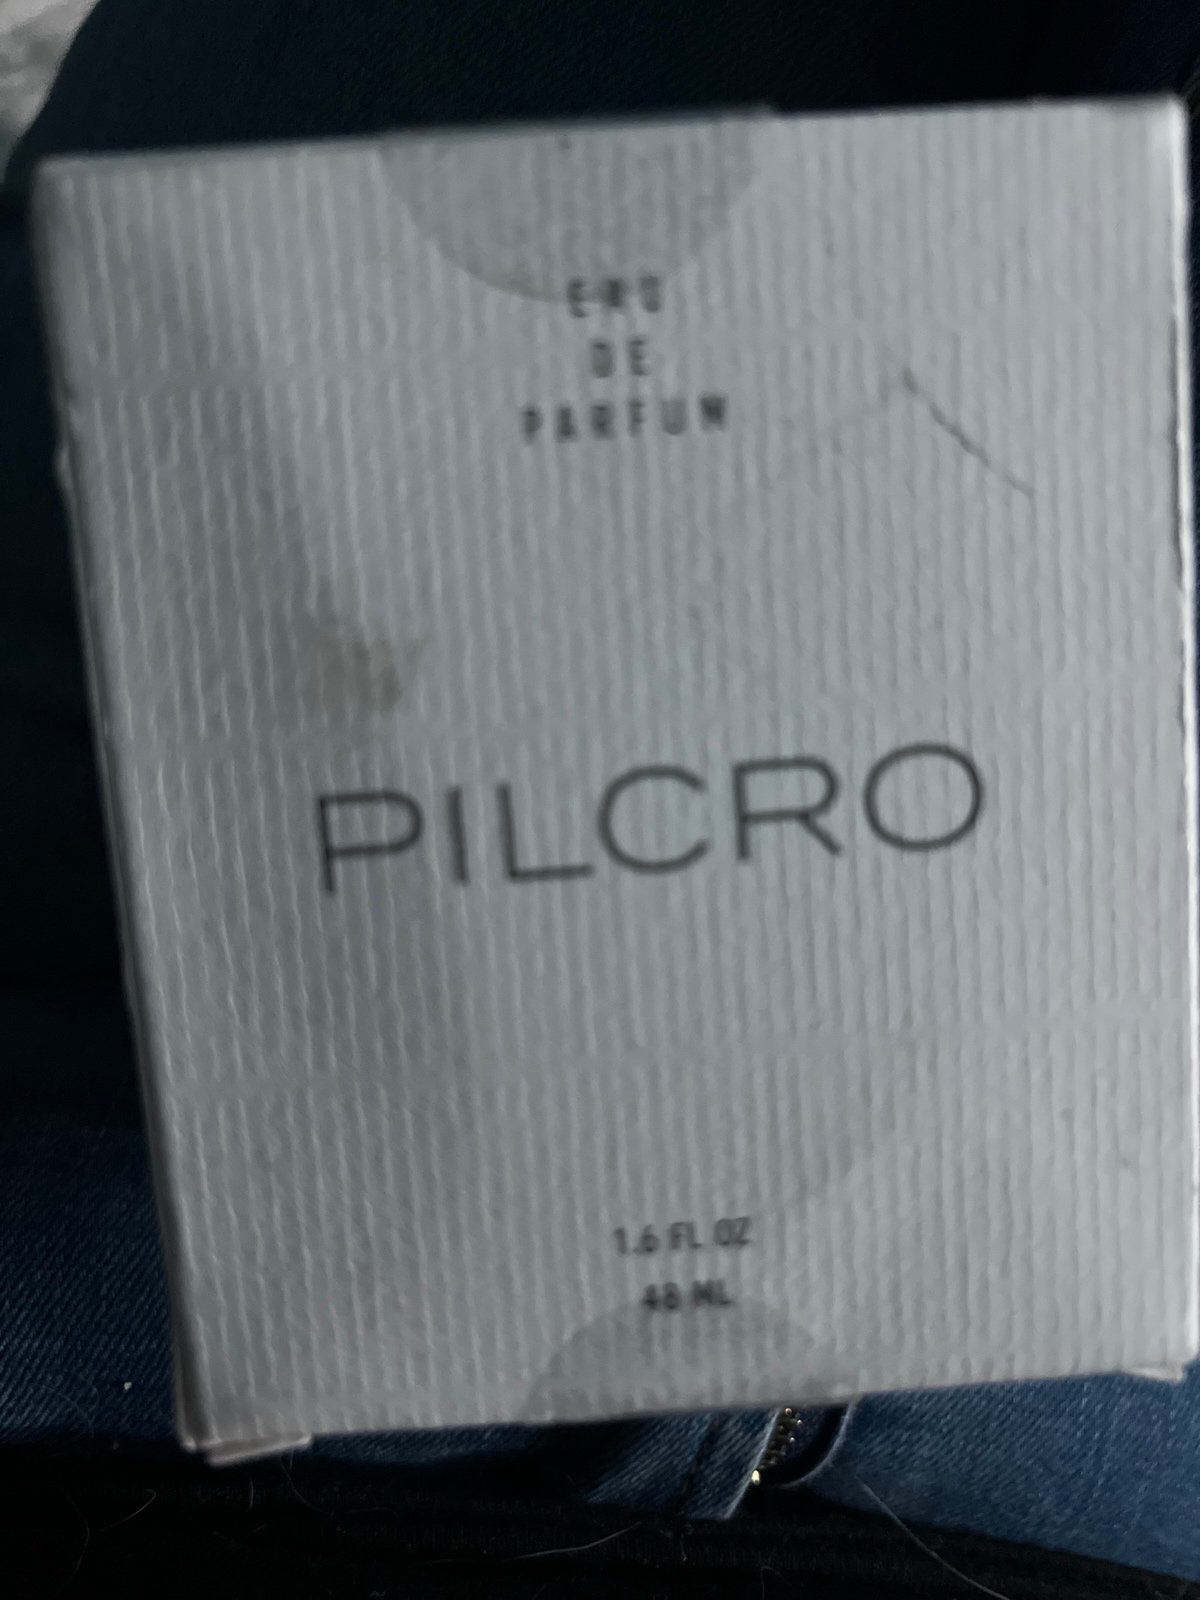 EAU
DE
PARFUM
PILCRO
1.6 FL OZ
48 ML